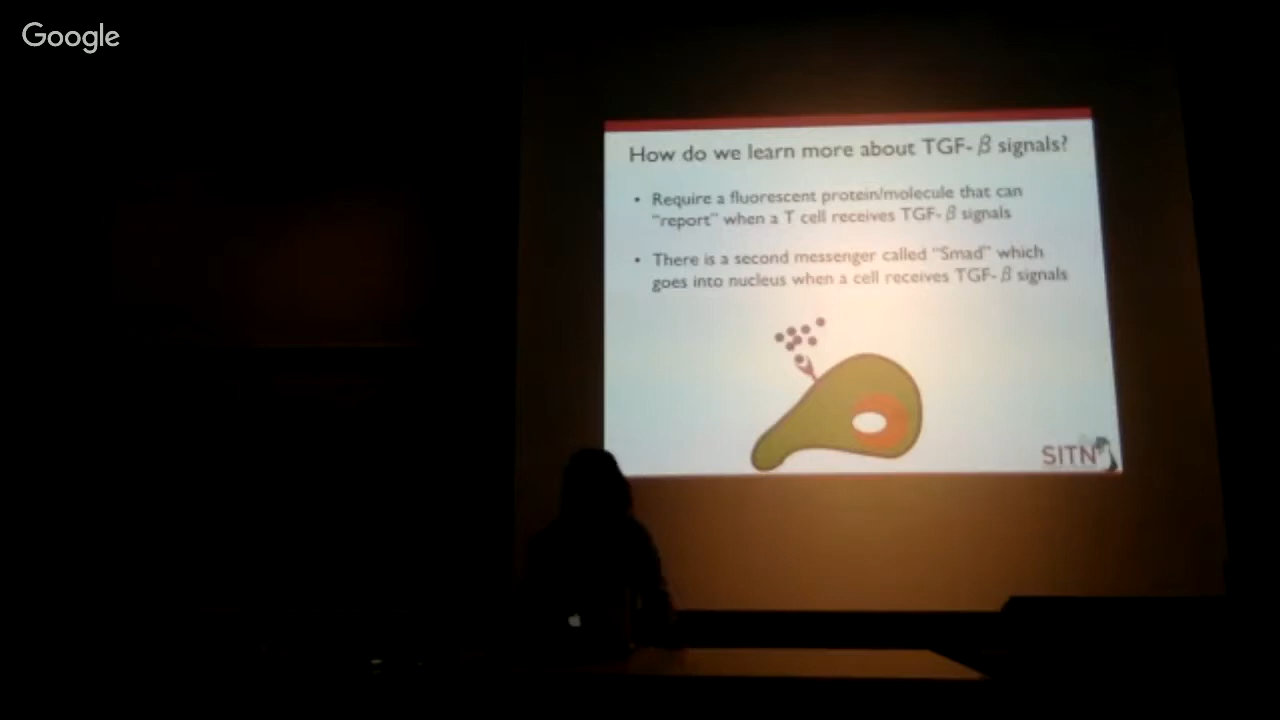 Google
How do we learn more about TGF-β signals?
• Require a fluorescent protein/molecule that can
"report" when a T cell receives TGF-β signals
• There is a second messenger called "Smad" which
goes into nucleus when a cell receives TGF-β signals
SITN